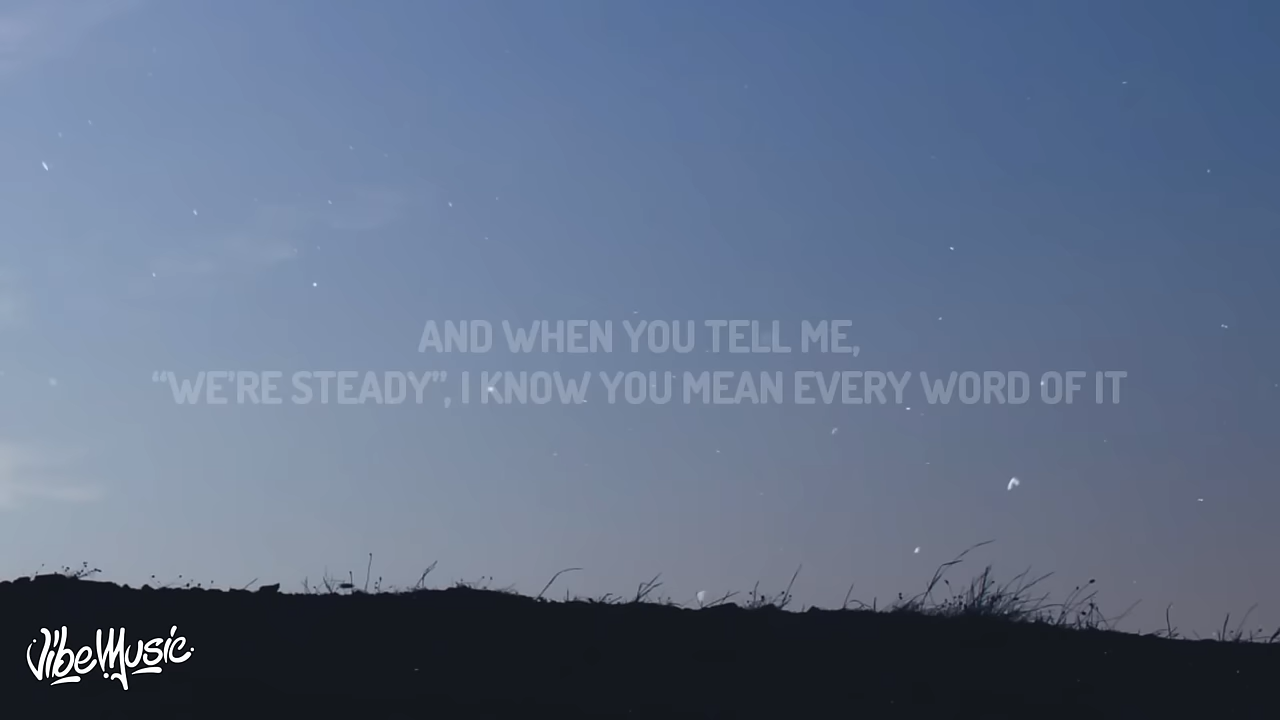 AND WHEN YOU TELL ME,
“WE'RE STEADY”, I KNOW YOU MEAN EVERY WORD OF IT
VibeMusic